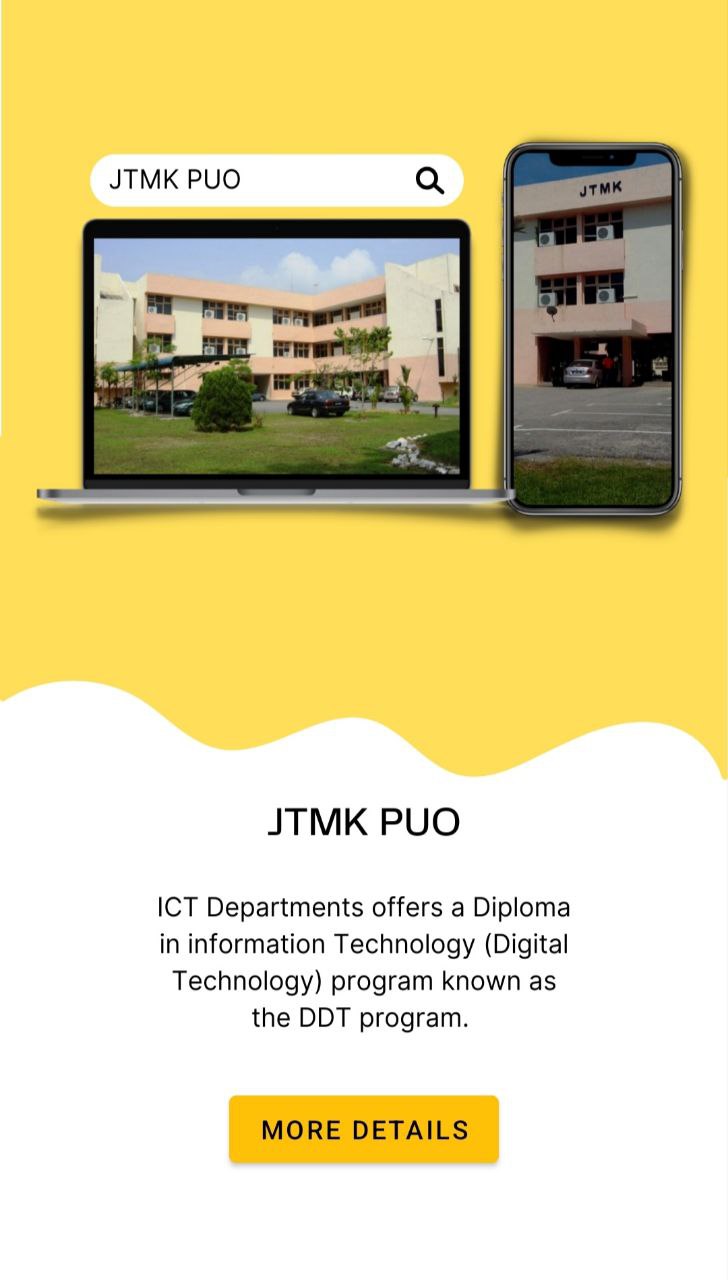 JTMK PUO
JTMK
JTMK PUO
ICT Departments offers a Diploma
in information Technology (Digital
Technology) program known as
the DDT program.
MORE DETAILS